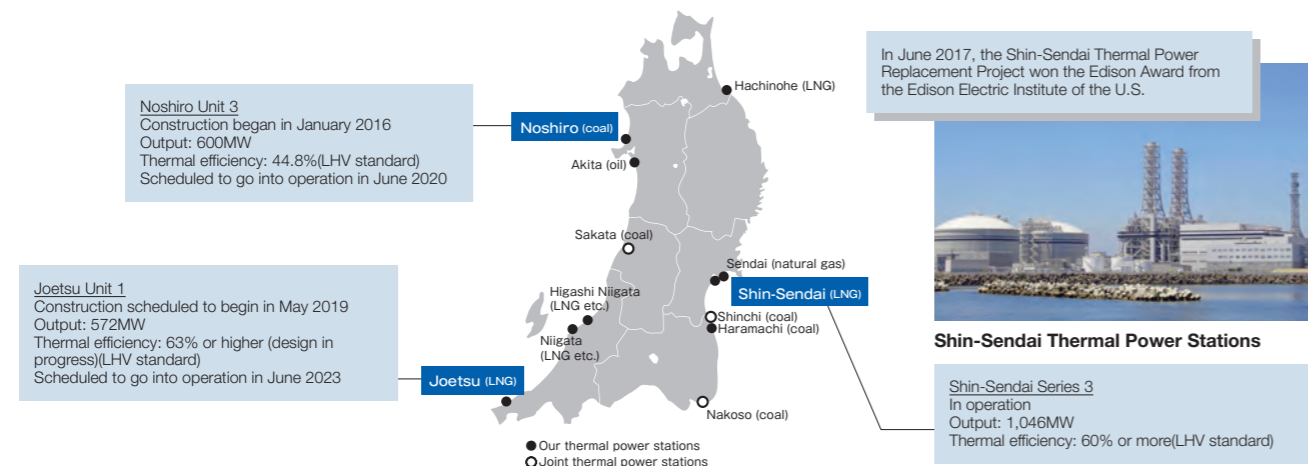 In June 2017, the Shin-Sendai Thermal Power
Replacement Project won the Edison Award from
the Edison Electric Institute of the U.S.
Hachinohe (LNG)
Noshiro Unit 3
Construction began in January 2016
Output: 600MW
Thermal efficiency: 44.8%(LHV standard)
Scheduled to go into operation in June 2020
Noshiro (coal)
Akita (oil)
Sakata (coal)
Sendai (natural gas)
Shin-Sendai (LNG)
Higashi Niigata
(LNG etc.)
Shinchi (coal)
Haramachi (coal)
Niigata
(LNG etc.)
Joetsu Unit 1
Construction scheduled to begin in May 2019
Output: 572MW
Thermal efficiency: 63% or higher (design in
progress)(LHV standard)
Scheduled to go into operation in June 2023
Joetsu (LNG)
Nakoso (coal)
Shin-Sendai Thermal Power Stations
Shin-Sendai Series 3
In operation
Output: 1,046MW
Thermal efficiency: 60% or more(LHV standard)
Our thermal power stations
Joint thermal power stations